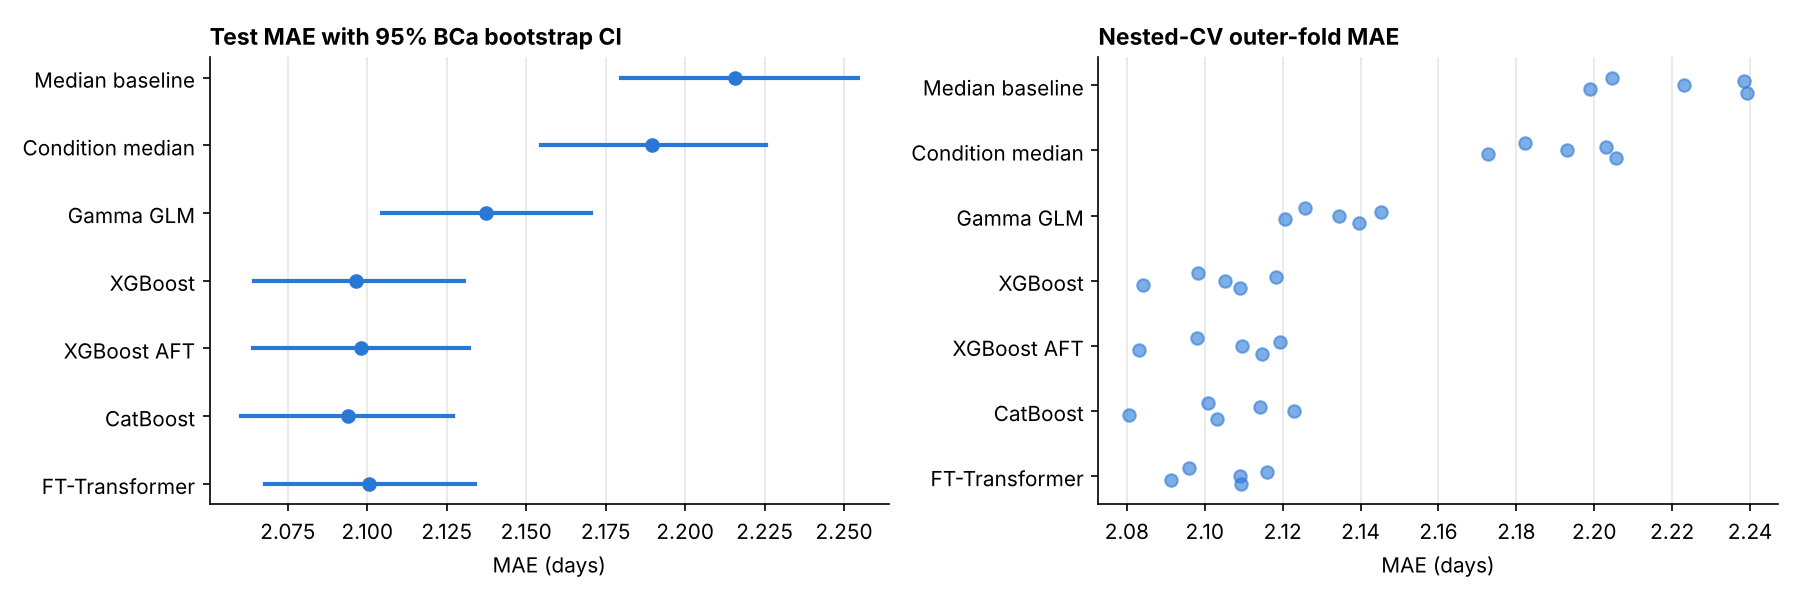 Test MAE with 95% BCa bootstrap CI
Median baseline
Condition median
Gamma GLM
XGBoost
XGBoost AFT
CatBoost
FT-Transformer
2.075 2.100 2.125 2.150 2.175 2.200 2.225 2.250
MAE (days)
Nested-CV outer-fold MAE
Median baseline
Condition median
Gamma GLM
XGBoost
XGBoost AFT
CatBoost
FT-Transformer
2.08 2.10 2.12 2.14 2.16 2.18 2.20 2.22 2.24
MAE (days)